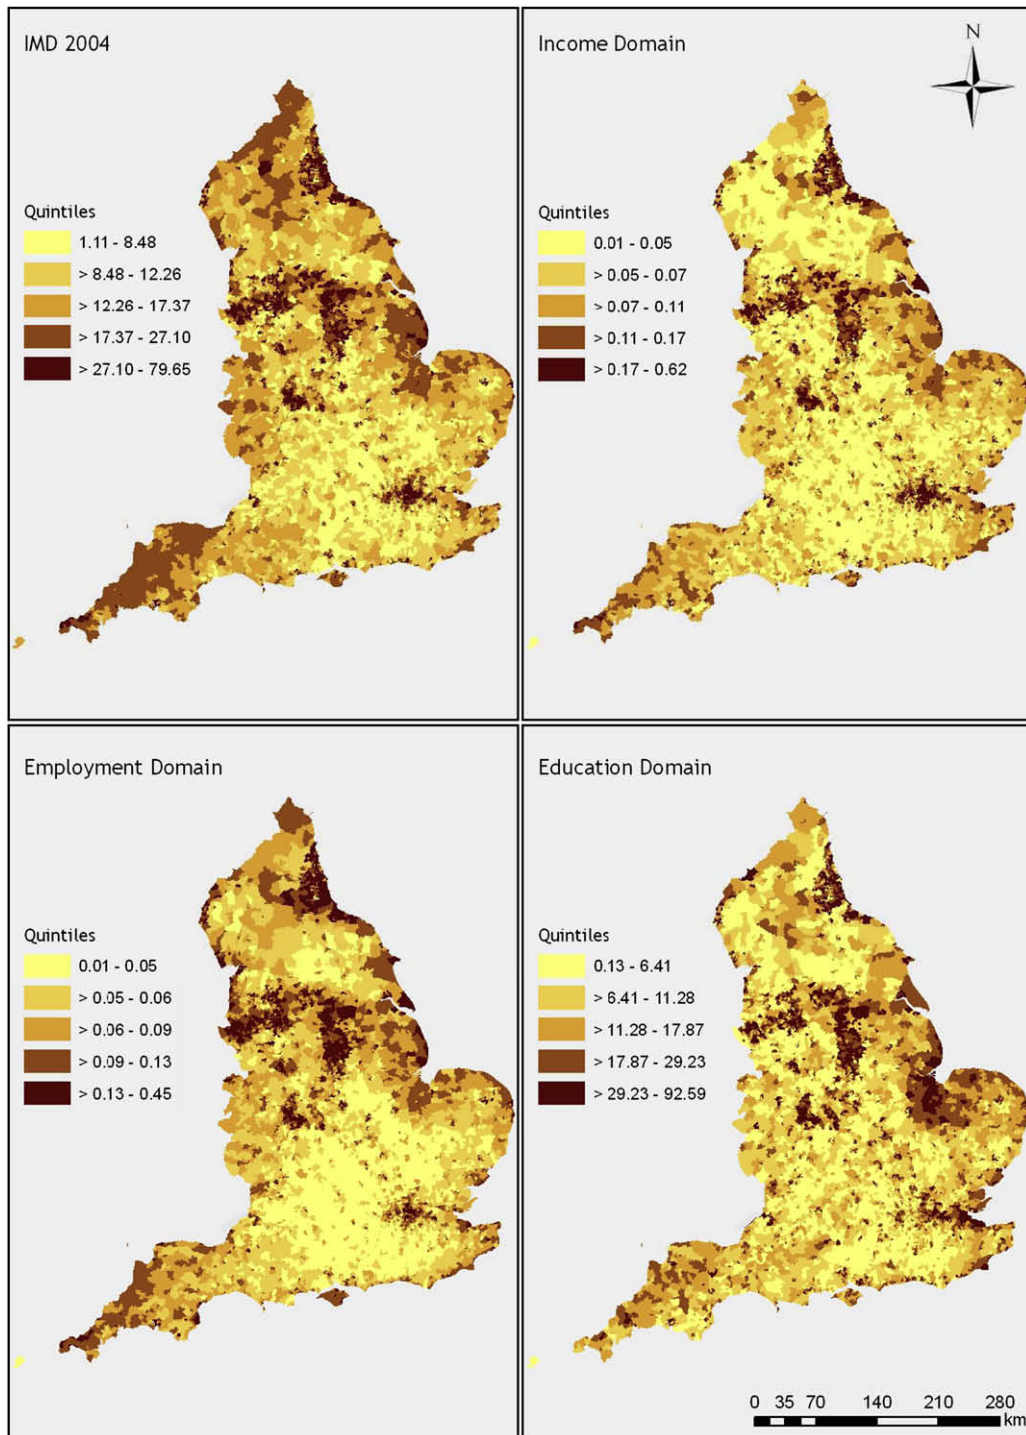 IMD 2004
Quintiles
1.11 - 8.48
> 8.48 - 12.26
> 12.26 - 17.37
> 17.37 - 27.10
> 27.10 - 79.65
Income Domain
N
Quintiles
0.01 - 0.05
> 0.05 - 0.07
> 0.07 - 0.11
> 0.11 - 0.17
> 0.17 - 0.62
Employment Domain
Quintiles
0.01 - 0.05
> 0.05 - 0.06
> 0.06 - 0.09
> 0.09 - 0.13
> 0.13 - 0.45
Education Domain
Quintiles
0.13 - 6.41
> 6.41 - 11.28
> 11.28 - 17.87
> 17.87 - 29.23
> 29.23 - 92.59
0 35 70 140 210 280
km